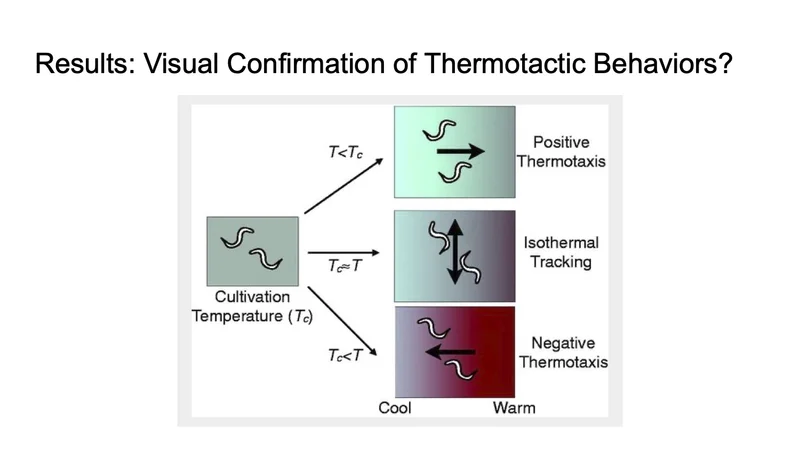 Results: Visual Confirmation of Thermotactic Behaviors?
T<Tc
Positive
Thermotaxis
Tc≈T
Isothermal
Tracking
Cultivation
Temperature (Tc)
Tc<T
Negative
Thermotaxis
Cool
Warm